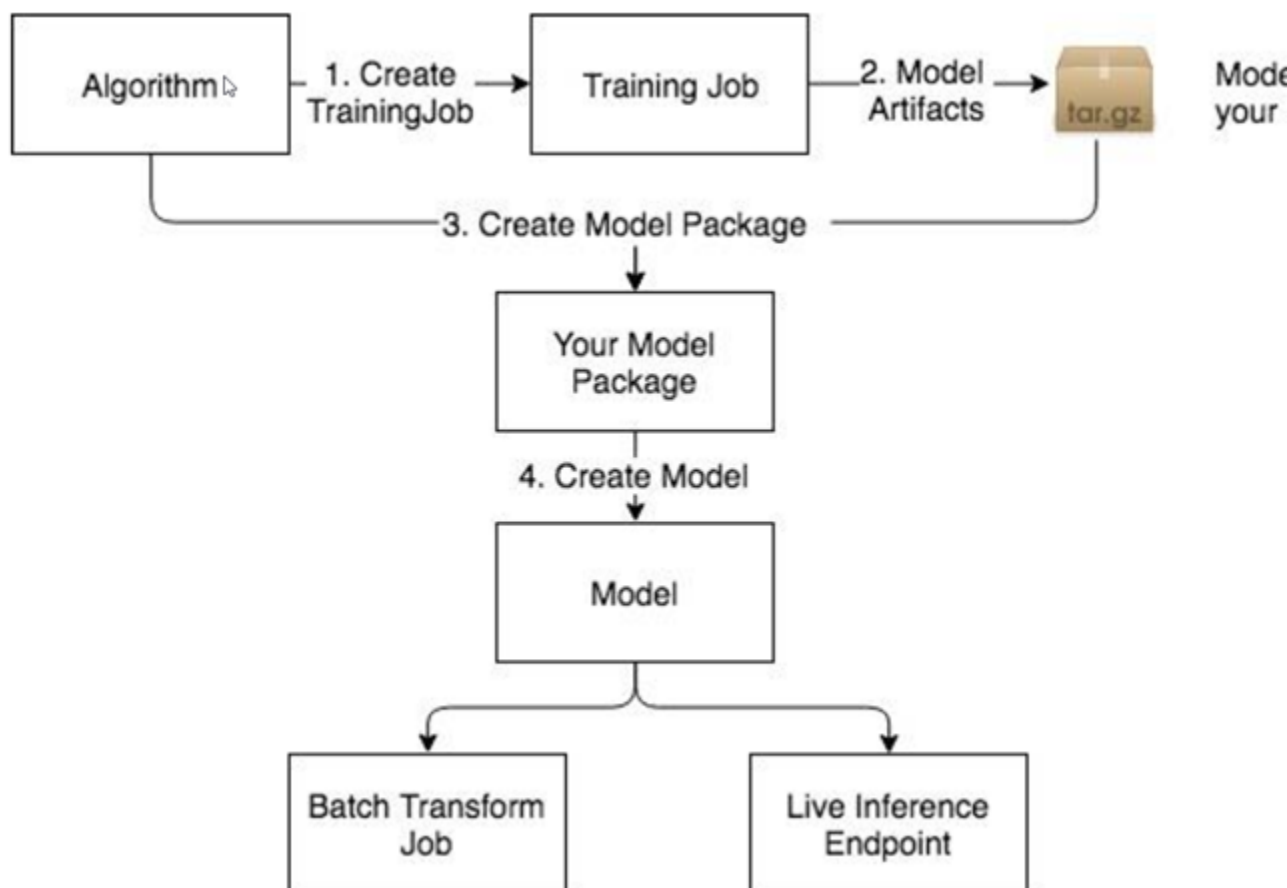 Algorithm
1. Create
TrainingJob
Training Job
2. Model
Artifacts
tar.gz
your
3. Create Model Package
Your Model
Package
4. Create Model
Model
Batch Transform
Job
Live Inference
Endpoint